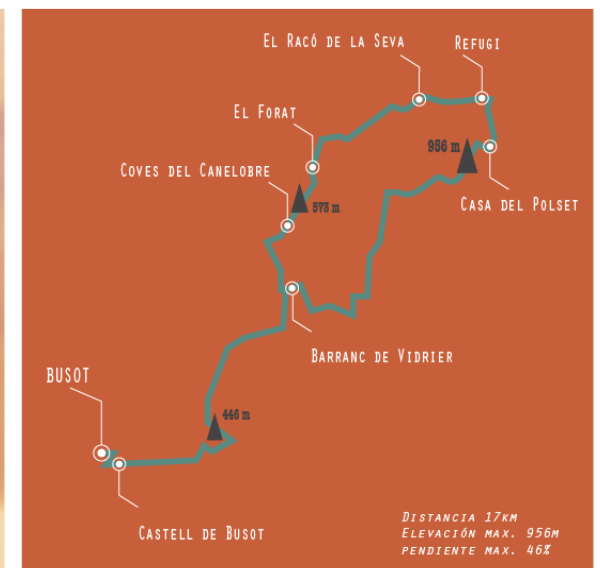 El Racó de la Seva
Refugi
El Forat
956 m
Coves del Canelobre
573 m
Casa del Polset
Barranc de Vidrier
BUSOT
446 m
Castell de Busot
Distancia 17km
Elevación max. 956m
pendiente max. 46%